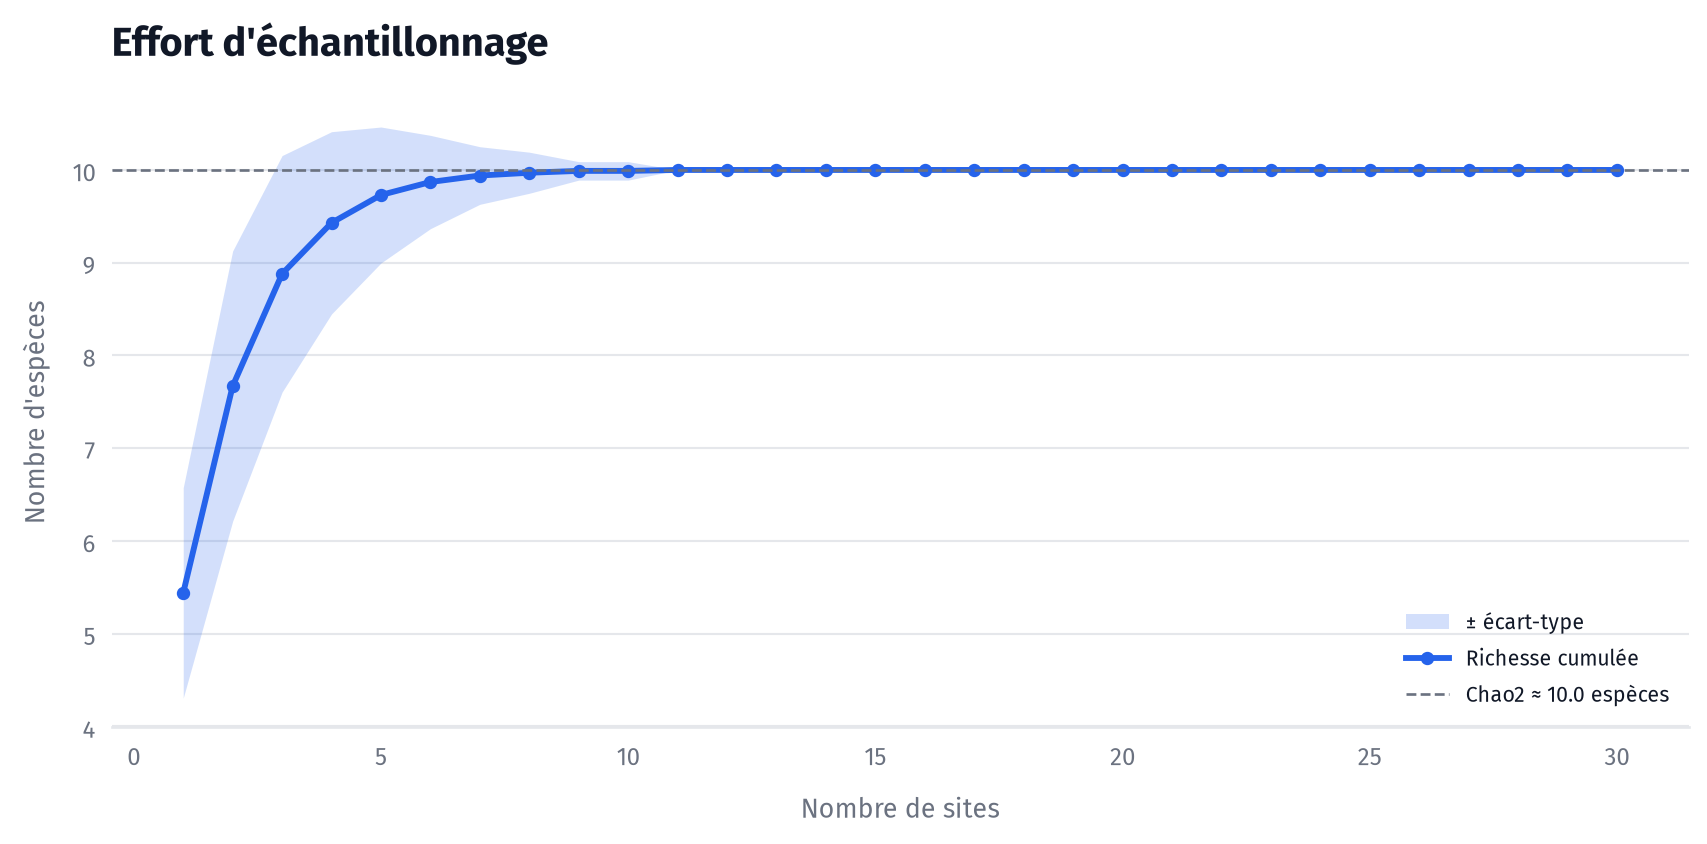 Effort d'échantillonnage
10
9
8
7
6
5
4
Nombre d'espèces
± écart-type
Richesse cumulée
Chao2 ≈ 10.0 espèces
0 5 10 15 20 25 30
Nombre de sites